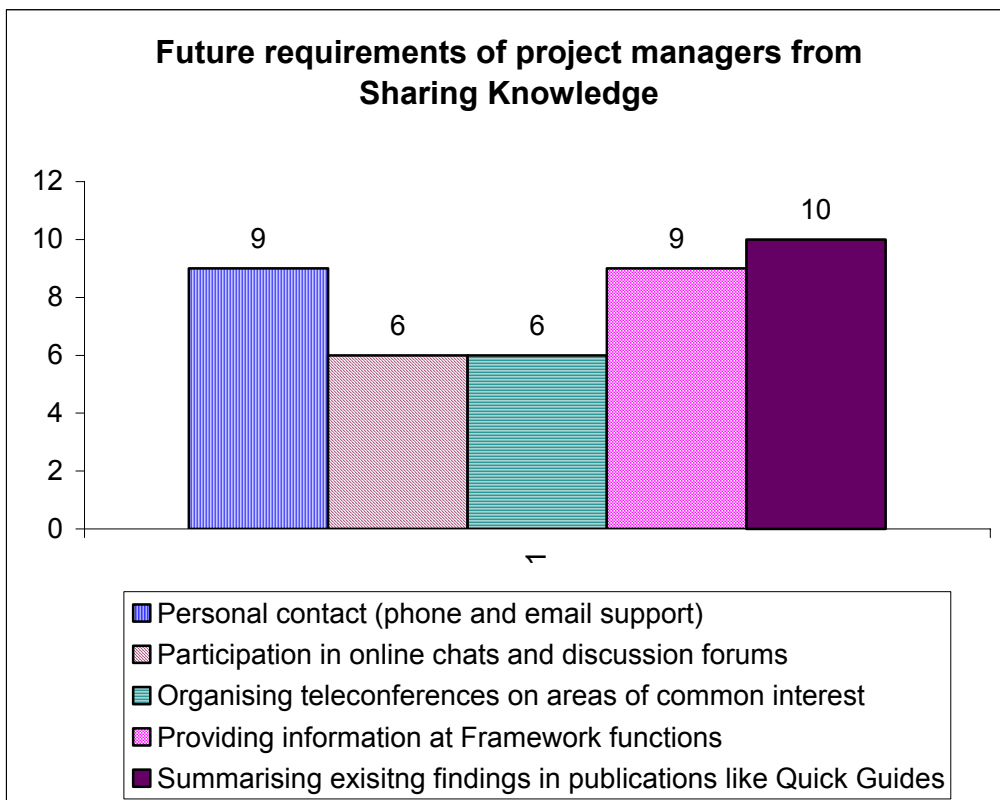 Future requirements of project managers from
Sharing Knowledge
12
10
8
6
4
2
0
9
6
6
9
10
1
Personal contact (phone and email support)
Participation in online chats and discussion forums
Organising teleconferences on areas of common interest
Providing information at Framework functions
Summarising exisitng findings in publications like Quick Guides